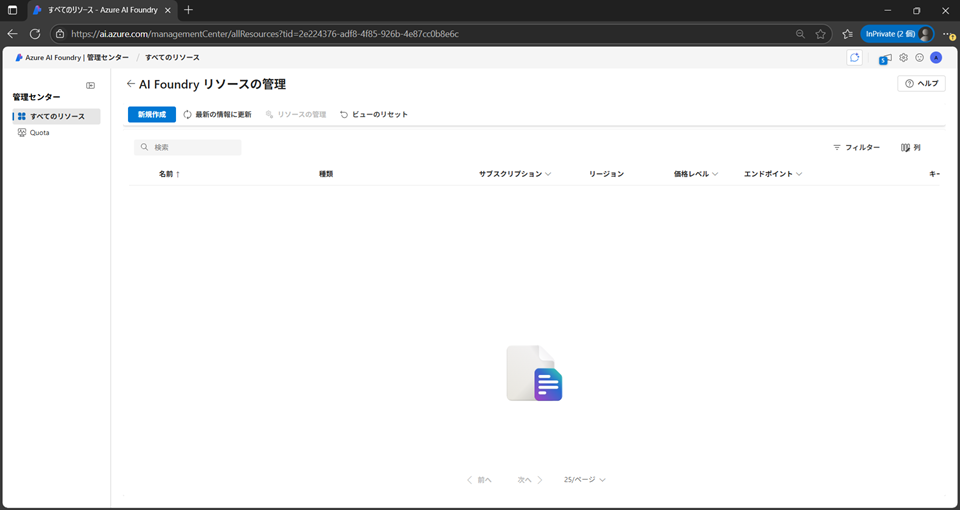 すべてのリソース - Azure AI Foundry
https://ai.azure.com/managementCenter/allResources?tid=2e224376-adf8-4f85-926b-4e87cc0b8e6c
InPrivate (2 個)
Azure AI Foundry | 管理センター / すべてのリソース
5
A
管理センター
すべてのリソース
Quota
AI Foundry リソースの管理
ヘルプ
新規作成 最新の情報に更新 リソースの管理 ビューのリセット
検索
フィルター 列
名前 ↑ 種類 サブスクリプション リージョン 価格レベル エンドポイント キー
前へ 次へ 25/ページ